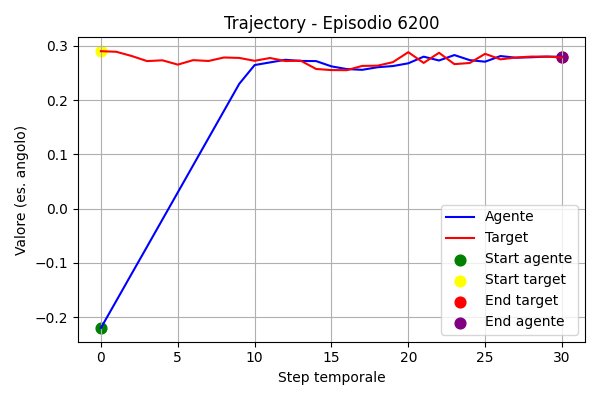 Trajectory - Episodio 6200
Valore (es. angolo)
0.3
0.2
0.1
0.0
−0.1
−0.2
0 5 10 15 20 25 30
Step temporale
Agente
Target
Start agente
Start target
End target
End agente